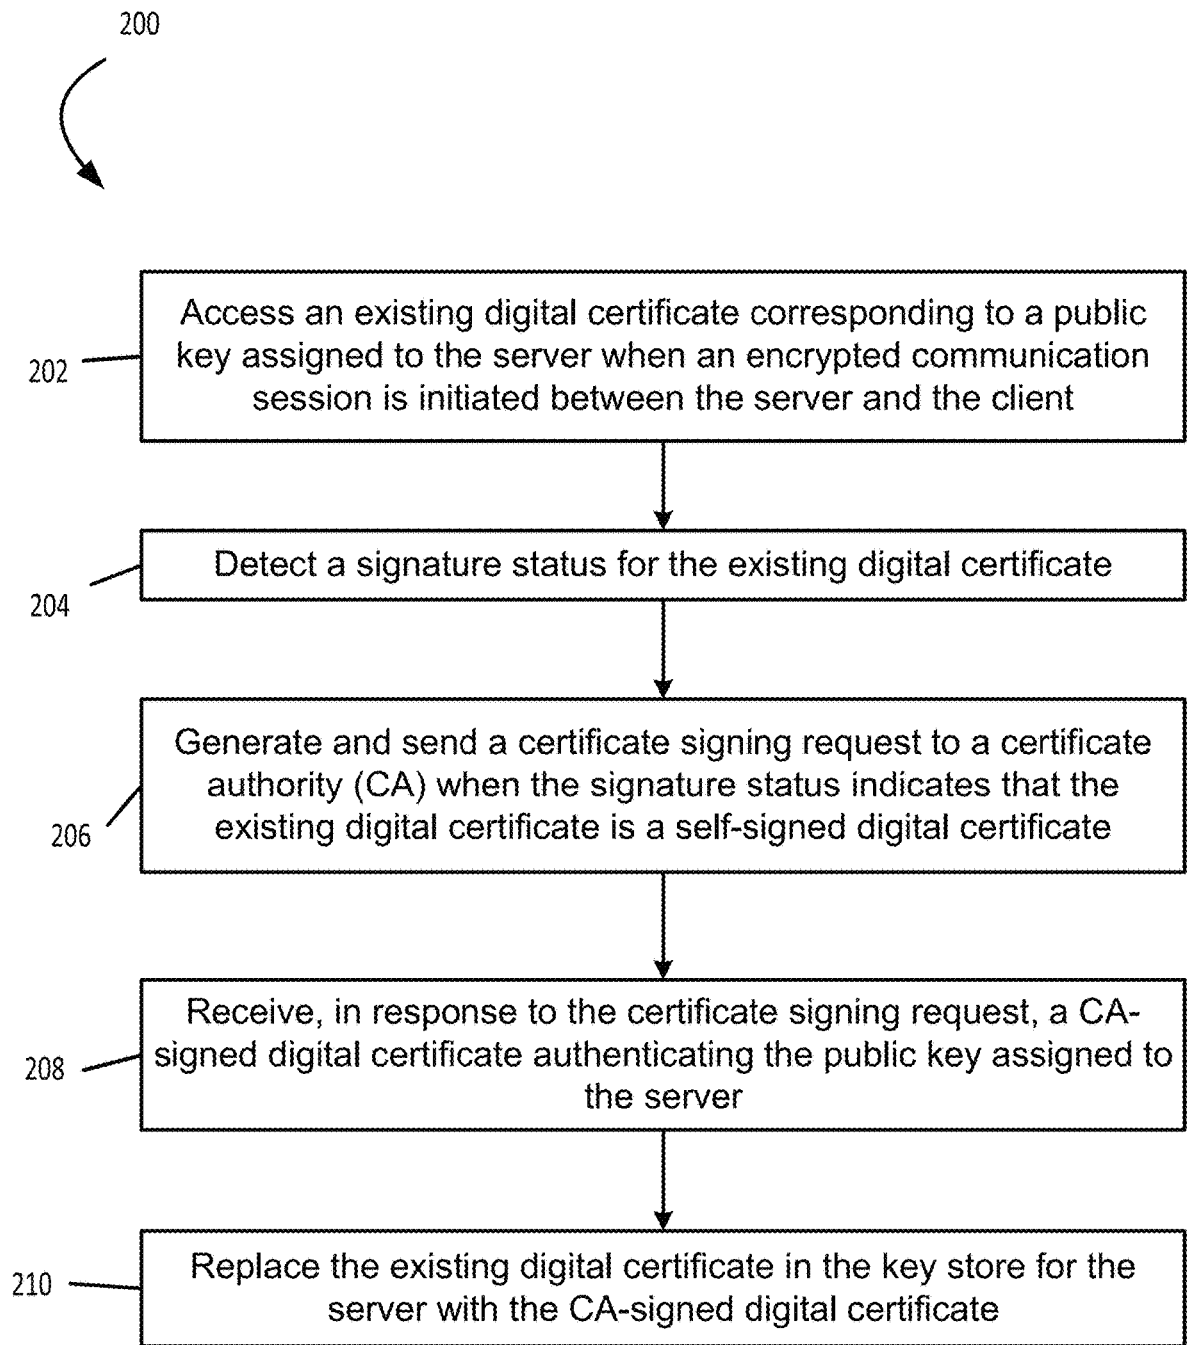 200
Access an existing digital certificate corresponding to a public
key assigned to the server when an encrypted communication
session is initiated between the server and the client
202
Detect a signature status for the existing digital certificate
204
Generate and send a certificate signing request to a certificate
authority (CA) when the signature status indicates that the
existing digital certificate is a self-signed digital certificate
206
Receive, in response to the certificate signing request, a CA-
signed digital certificate authenticating the public key assigned to
the server
208
Replace the existing digital certificate in the key store for the
server with the CA-signed digital certificate
210